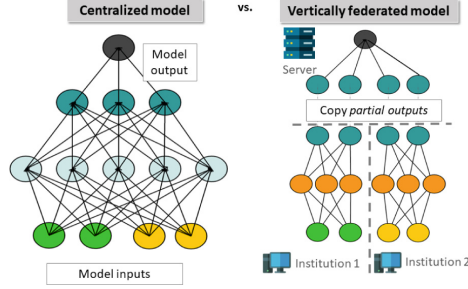 Centralized model
vs.
Vertically federated model
Model
output
Server
Copy partial outputs
Model inputs
Institution 1
Institution 2